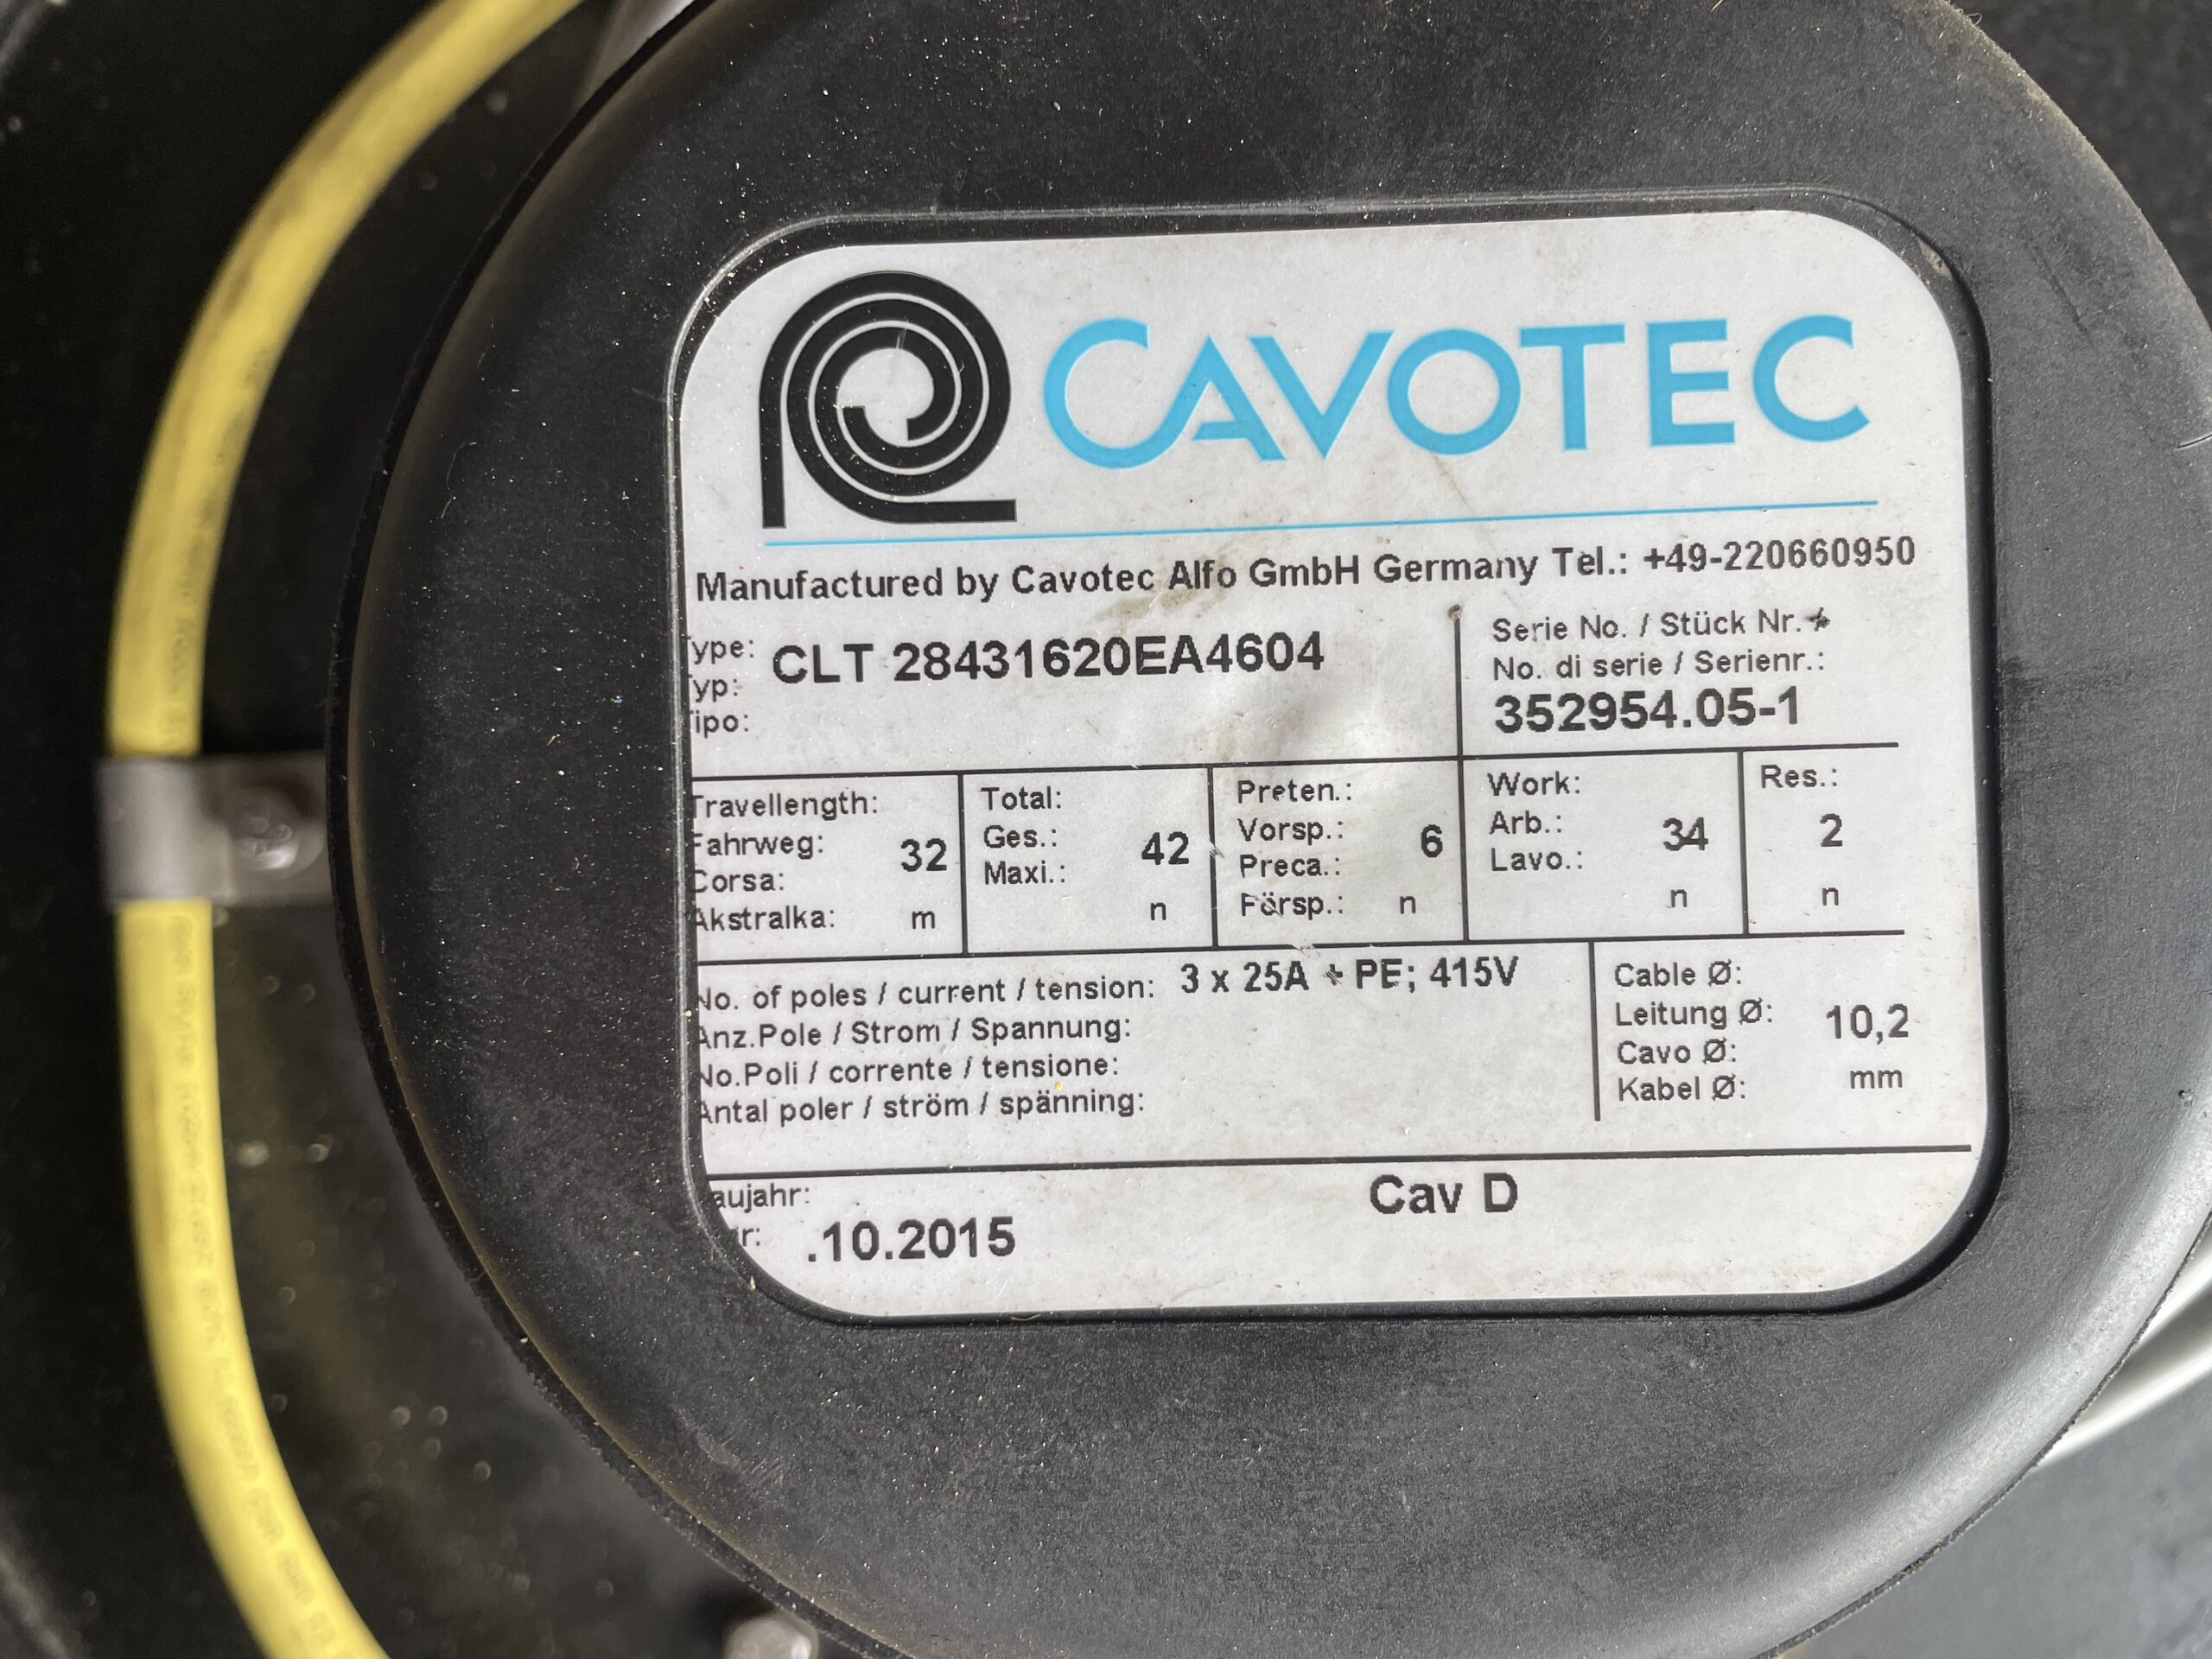 CAVOTEC
Manufactured by Cavotec Alfo GmbH Germany Tel.: +49-220660950
ype: CLT 28431620EA4604
yp:
ipo:
Serie No. / Stück Nr.
No. di serie / Serienr.:
352954.05-1
Travellength:
Fahrweg: 32
Corsa:
Akstralka: m
Total:
Ges.: 42
Maxi.:
n
Preten.:
Vorsp.: 6
Preca.:
Försp.: n
Work:
Arb.: 34
Lavo.:
n
Res.:
2
n
No. of poles / current / tension: 3 x 25A + PE; 415V
Anz.Pole / Strom / Spannung:
No.Poli / corrente / tensione:
Antal poler / ström / spänning:
Cable Ø:
Leitung Ø: 10,2
Cavo Ø:
Kabel Ø: mm
aujahr:
r: .10.2015
Cav D